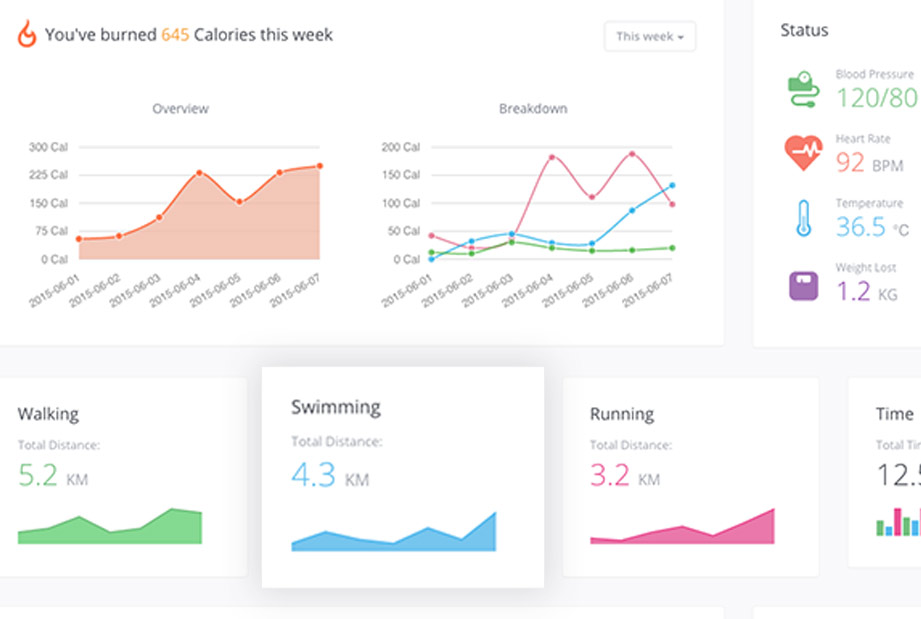 You've burned 645 Calories this week
This week
Status
Overview
Breakdown
300 Cal
225 Cal
150 Cal
75 Cal
0 Cal
2015-06-01
2015-06-02
2015-06-03
2015-06-04
2015-06-05
2015-06-06
2015-06-07
200 Cal
150 Cal
100 Cal
50 Cal
0 Cal
2015-06-01
2015-06-02
2015-06-03
2015-06-04
2015-06-05
2015-06-06
2015-06-07
Blood Pressure
120/80
Heart Rate
92 BPM
Temperature
36.5 °C
Weight Lost
1.2 KG
Walking
Total Distance:
5.2 KM
Swimming
Total Distance:
4.3 KM
Running
Total Distance:
3.2 KM
Time
Total
12.5